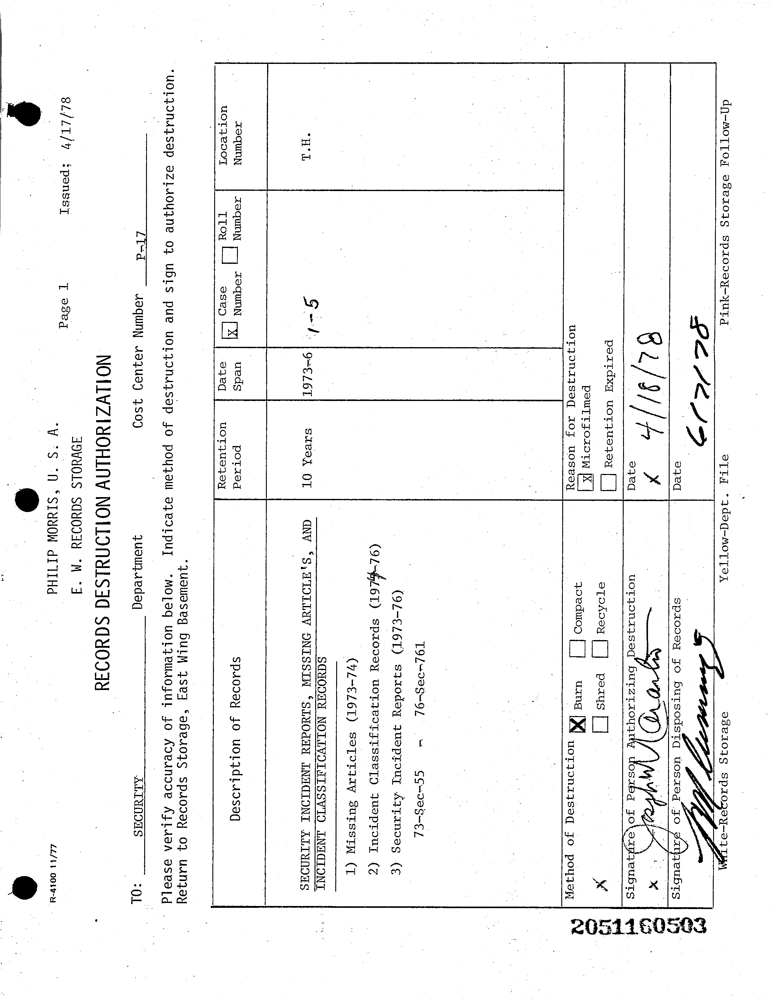 PHILIP MORRIS, U. S. A. Page 1 Issued; 4/17/78
E. W. RECORDS STORAGE
R-4100 11/77
RECORDS DESTRUCTION AUTHORIZATION
TO: SECURITY Department Cost Center Number P-17
Please verify accuracy of information below. Indicate method of destruction and sign to authorize destruction.
Return to Records Storage, East Wing Basement.
Description of Records
Retention Period
Date Span
X Case Number
Roll Number
Location Number
SECURITY INCIDENT REPORTS, MISSING ARTICLE'S, AND
INCIDENT CLASSIFICATION RECORDS
10 Years
1973-6
1-5
T.H.
1) Missing Articles (1973-74)
2) Incident Classification Records (1974-76)
3) Security Incident Reports (1973-76)
73-Sec-55 - 76-Sec-761
Method of Destruction
X
X Burn
Compact
Shred
Recycle
Reason for Destruction
X Microfilmed
Retention Expired
Signature of Person Authorizing Destruction
X
Date
X 4/18/78
Signature of Person Disposing of Records
Date
6/7/78
White-Records Storage Yellow-Dept. File Pink-Records Storage Follow-Up
2051160503